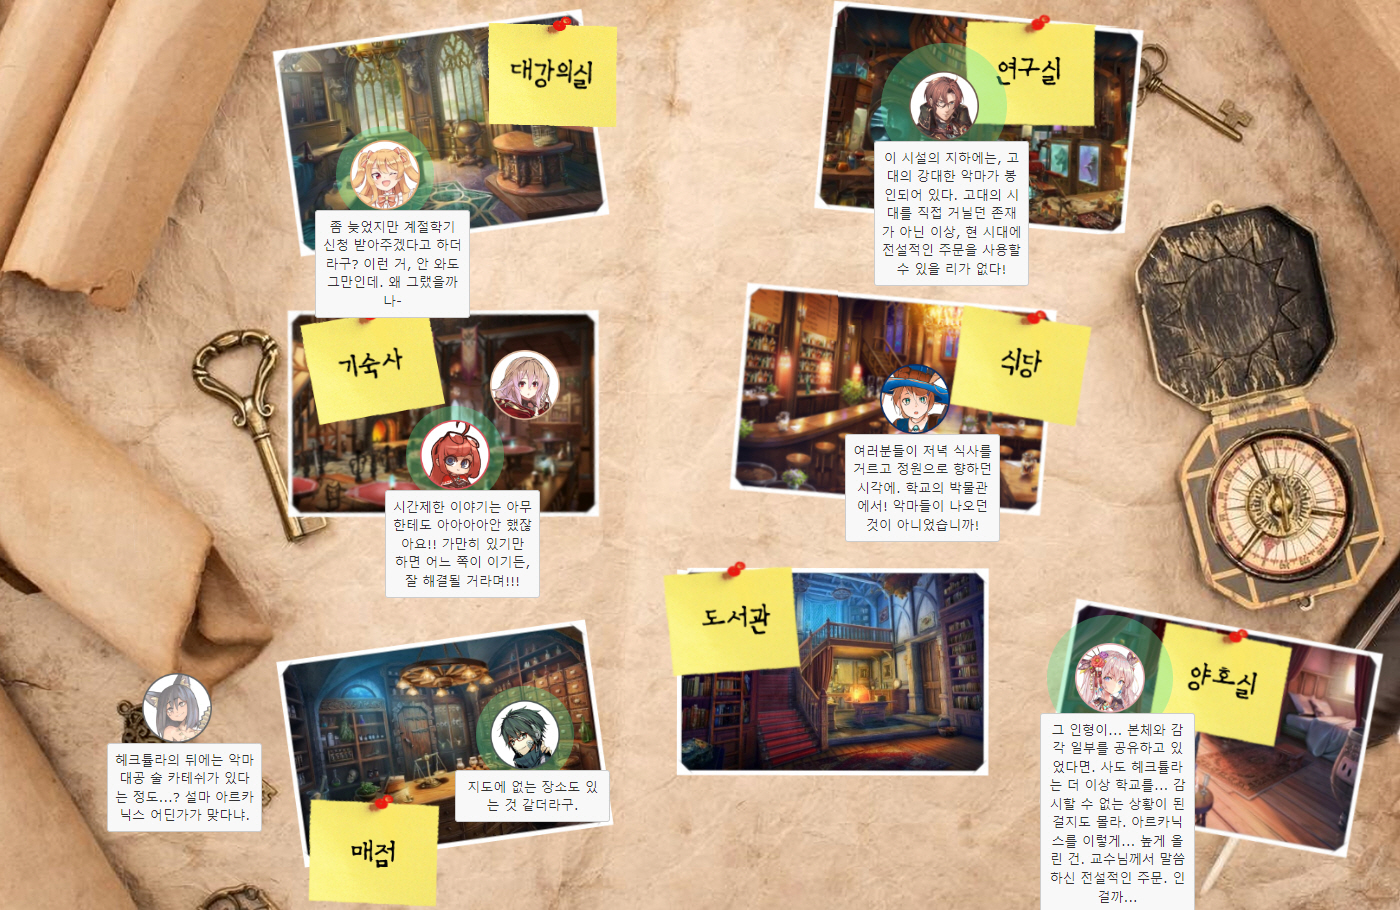 대강의실
좀 늦었지만 계절학기
신청 받아주겠다고 하더
라구? 이런 거, 안 와도
그만인데. 왜 그랬을까
나-
연구실
이 시설의 지하에는, 고
대의 강대한 악마가 봉
인되어 있다. 고대의 시
대를 직접 거닐던 존재
가 아닌 이상, 현 시대에
전설적인 주문을 사용할
수 있을 리가 없다!
기숙사
시간제한 이야기는 아무
한테도 아아아아안 했잖
아요!! 가만히 있기만
하면 어느 쪽이 이기든,
잘 해결될 거라며!!!
식당
여러분들이 저녁 식사를
거르고 정원으로 향하던
시각에. 학교의 박물관
에서! 악마들이 나오던
것이 아니었습니까!
도서관
헤크튤라의 뒤에는 악마
대공 술 카테쉬가 있다
는 정도...? 설마 아르카
닉스 어딘가가 맞다냐.
지도에 없는 장소도 있
는 것 같더라구.
매점
양호실
그 인형이... 본체와 감
각 일부를 공유하고 있
었다면. 사도 헤크튤라
는 더 이상 학교를... 감
시할 수 없는 상황이 된
걸지도 몰라. 아르카닉
스를 이렇게... 높게 올
린 건. 교수님께서 말씀
하신 전설적인 주문. 인
걸까...